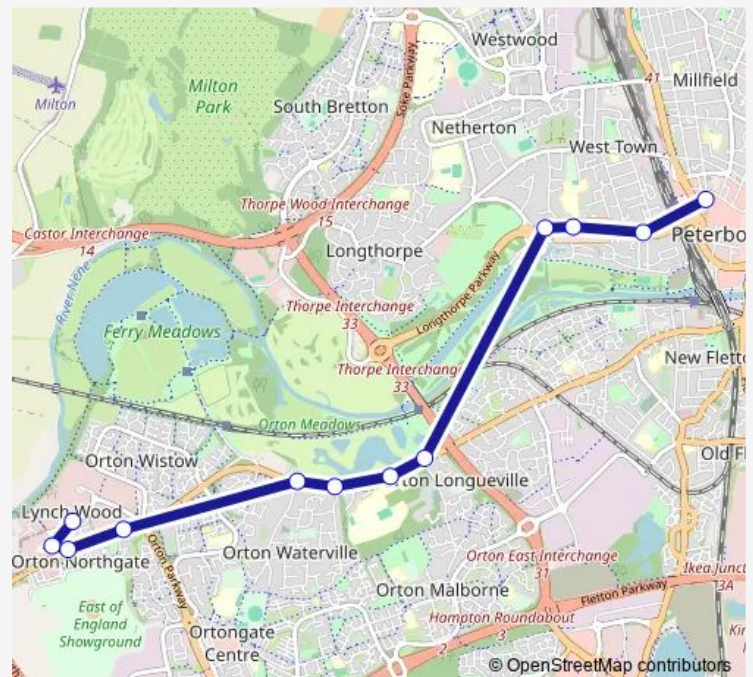 Westwood
41
Millfield
Milton
Park
Milton
South Bretton
Soke Parkway
Netherton
West Town
Thorpe Wood Interchange
15
Castor Interchange
14
Longthorpe
Peterbo
River Nene
Thorpe Interchange
33
Longthorpe Parkway
Ferry Meadows
New Fletto
Thorpe Interchang
33
Orton Meadows
Orton Wistow
Old Fl
ton Longueville
Lynch Wood
Orton Northgate
Orton Parkway
Orton Waterville
Orton East Interchange
31
Ikea Junct
3A
Orton Malborne
Fletton Parkway
East of
England
Showground
Hampton Roundabout
3
2
Ortongate
Centre
© OpenStreetMap contributors